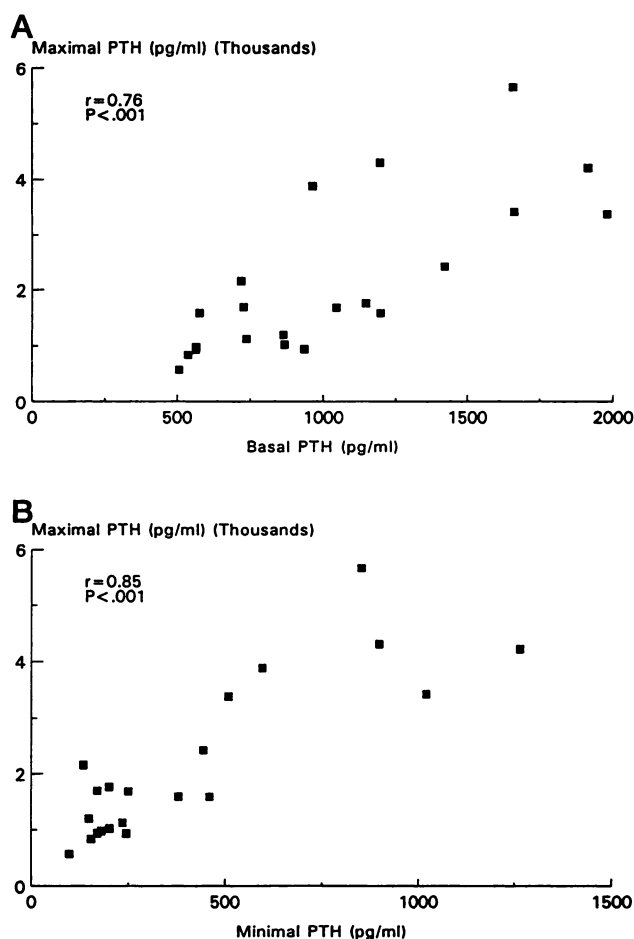 A
Maximal PTH (pg/ml) (Thousands)
6
r=0.76
P<.001
4
2
0
0 500 1000 1500 2000
Basal PTH (pg/ml)
B
Maximal PTH (pg/ml) (Thousands)
6
r=0.85
P<.001
4
2
0
0 500 1000 1500
Minimal PTH (pg/ml)